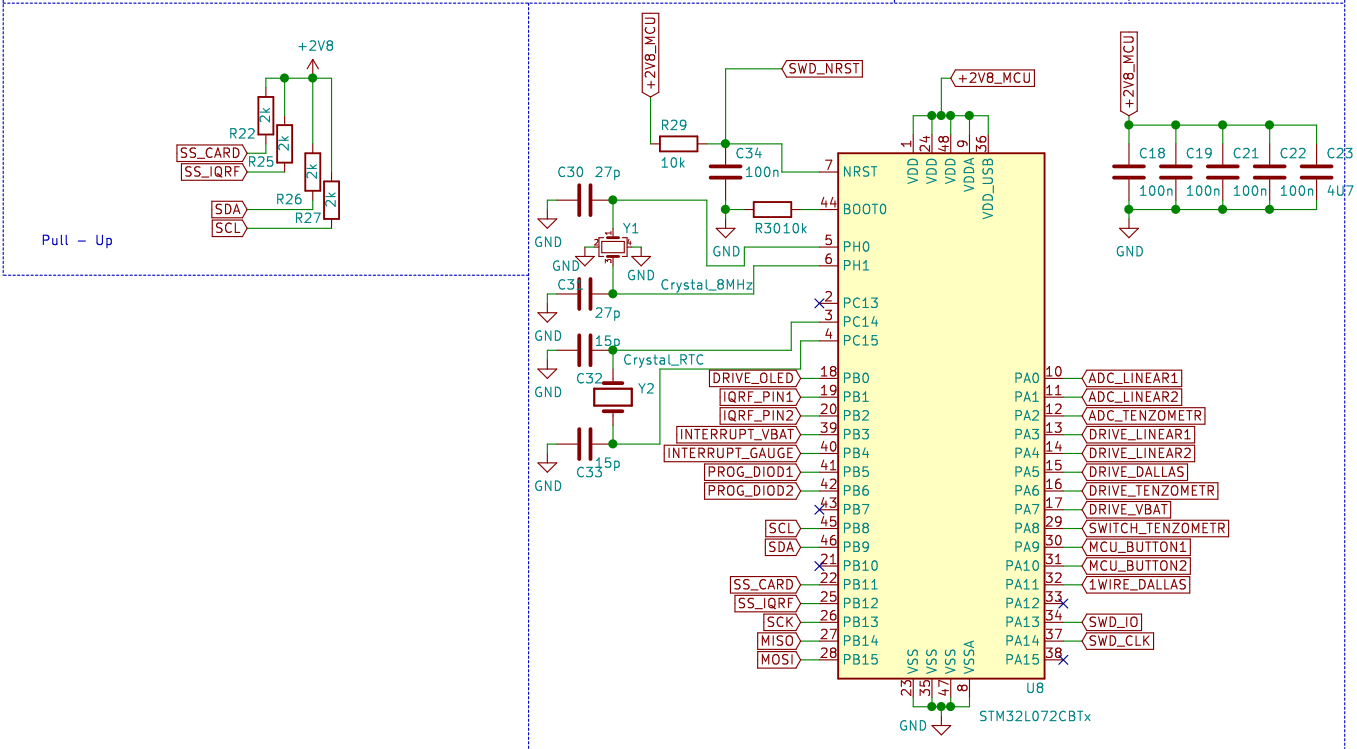 +2V8
R22
2k
2k
SS_CARD
R25
SS_IQRF
2k
R26
2k
SDA
R27
SCL
Pull - Up
+2V8_MCU
SWD_NRST
R29
10k
C34
100n
GND
R30
10k
C30
27p
GND
Y1
1
2
4
3
GND
GND
C31
27p
Crystal_8MHz
GND
15p
Crystal_RTC
C32
GND
Y2
15p
C33
GND
+2V8_MCU
1 VDD
24 VDD
48 VDD
9 VDDA
36 VDD_USB
7 NRST
44 BOOT0
5 PH0
6 PH1
2 PC13
3 PC14
4 PC15
DRIVE_OLED 18 PB0
IQRF_PIN1 19 PB1
IQRF_PIN2 20 PB2
INTERRUPT_VBAT 39 PB3
INTERRUPT_GAUGE 40 PB4
PROG_DIOD1 41 PB5
PROG_DIOD2 42 PB6
43 PB7
SCL 45 PB8
SDA 46 PB9
21 PB10
SS_CARD 22 PB11
SS_IQRF 25 PB12
SCK 26 PB13
MISO 27 PB14
MOSI 28 PB15
PA0 10 ADC_LINEAR1
PA1 11 ADC_LINEAR2
PA2 12 ADC_TENZOMETR
PA3 13 DRIVE_LINEAR1
PA4 14 DRIVE_LINEAR2
PA5 15 DRIVE_DALLAS
PA6 16 DRIVE_TENZOMETR
PA7 17 DRIVE_VBAT
PA8 29 SWITCH_TENZOMETR
PA9 30 MCU_BUTTON1
PA10 31 MCU_BUTTON2
PA11 32 1WIRE_DALLAS
PA12 33
PA13 34 SWD_IO
PA14 37 SWD_CLK
PA15 38
VSS 23
VSS 35
VSS 47
VSSA 8
U8
STM32L072CBTx
GND
+2V8_MCU
C18 C19 C21 C22 C23
100n 100n 100n 100n 4U7
GND